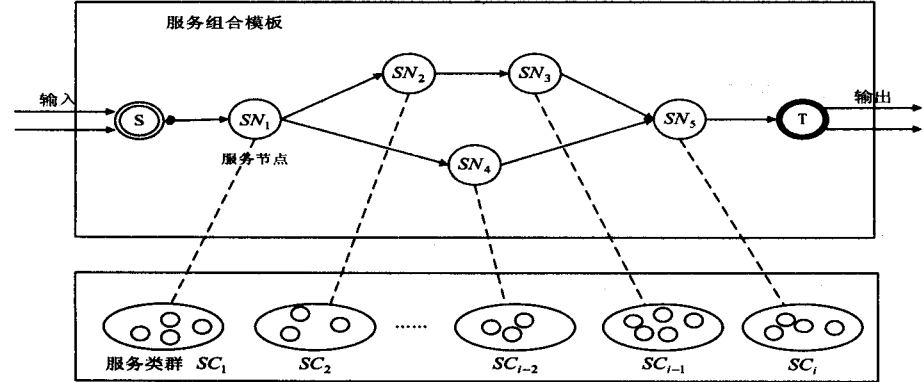 服务组合模板
SN₂ SN₃
输入 输出
S SN₁ SN₅ T
服务节点
SN₄
......
服务类群 SC₁ SC₂ SCᵢ₋₂ SCᵢ₋₁ SCᵢ